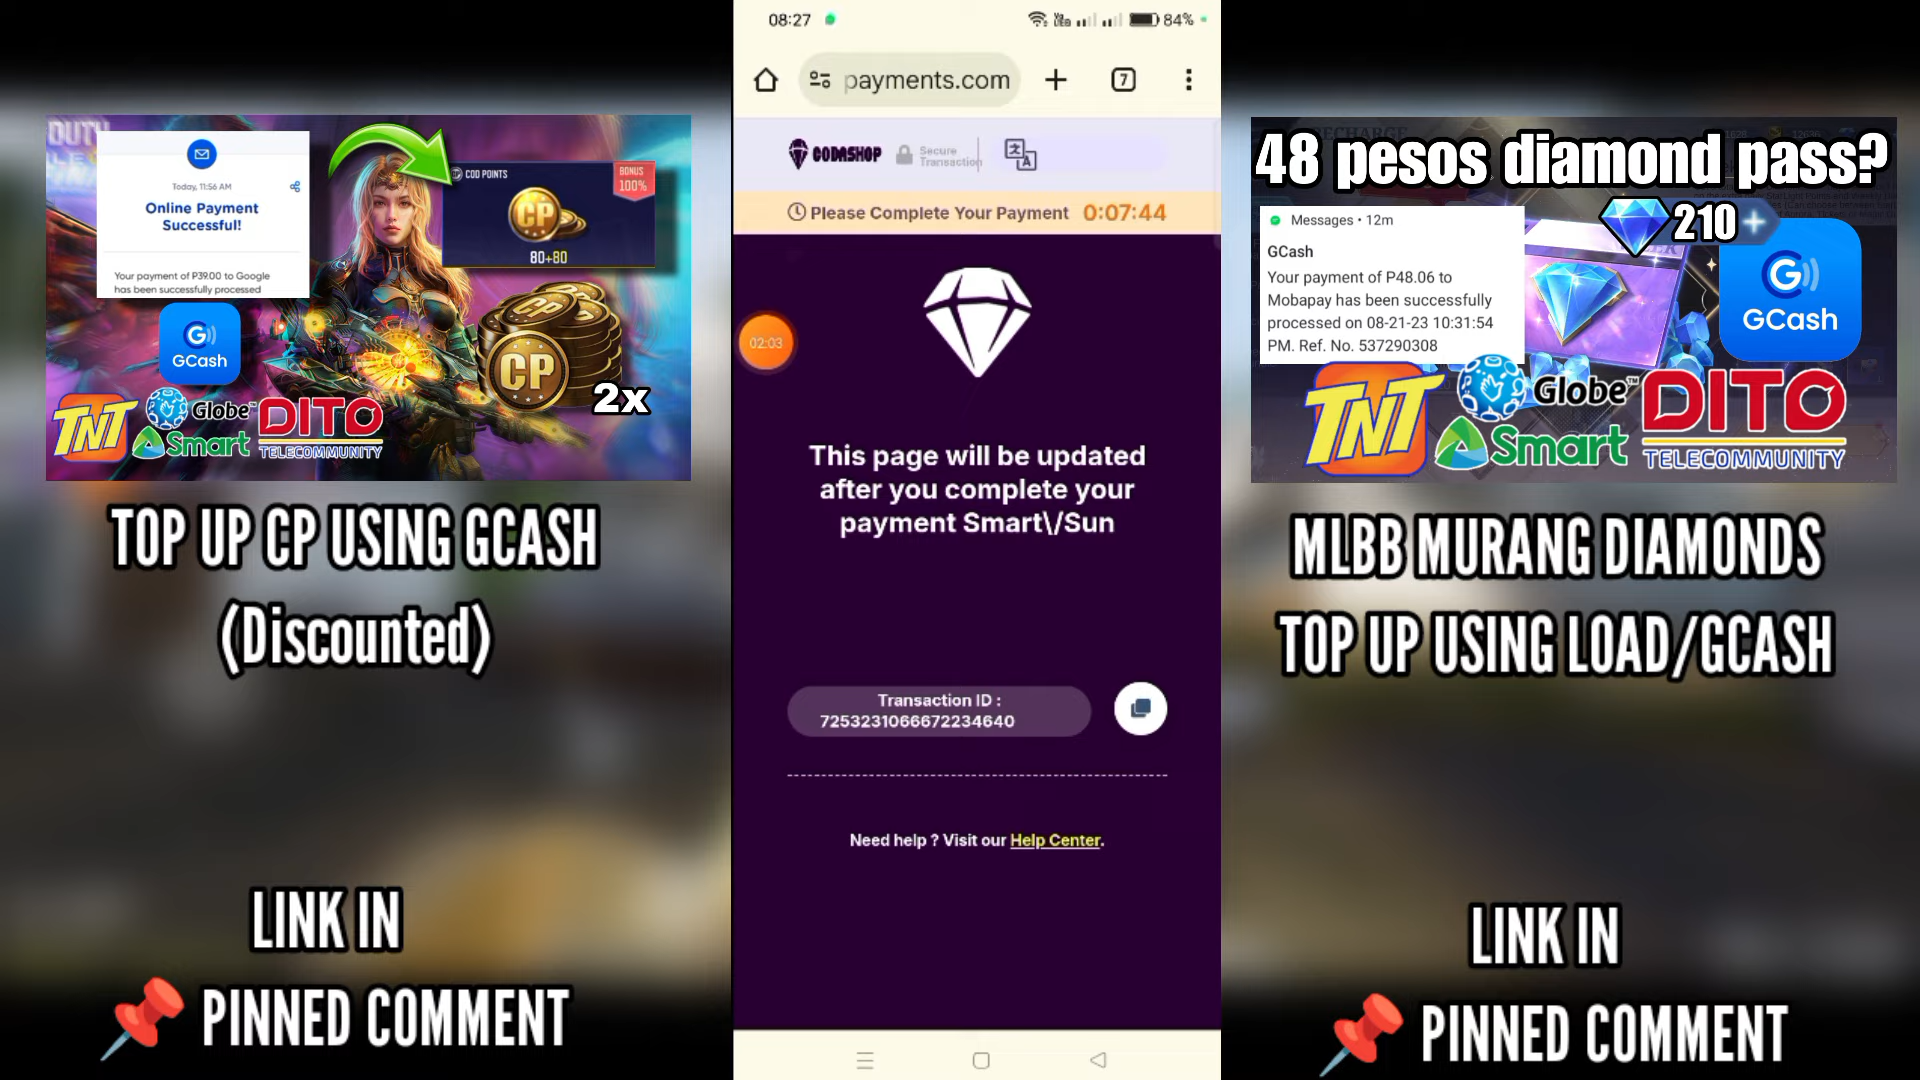 DUTY
Today, 11:56 AM
Online Payment
Successful!
Your payment of P39.00 to Google
has been successfully processed
GCash
TNT
Globe
Smart
DITO
TELECOMMUNITY
COD POINTS
BONUS
100%
CP
80+80
CP
CP
2x
TOP UP CP USING GCASH
(Discounted)
LINK IN
PINNED COMMENT
08:27
84%
payments.com
7
CODASHOP
Secure
Transaction
Please Complete Your Payment 0:07:44
02:03
This page will be updated
after you complete your
payment Smart\/Sun
Transaction ID :
7253231066672234640
Need help ? Visit our Help Center.
RECHARGE
48 pesos diamond pass?
210
Messages • 12m
GCash
Your payment of P48.06 to
Mobapay has been successfully
processed on 08-21-23 10:31:54
PM. Ref. No. 537290308
GCash
TNT
Globe™
Smart
DITO
TELECOMMUNITY
MLBB MURANG DIAMONDS
TOP UP USING LOAD/GCASH
LINK IN
PINNED COMMENT